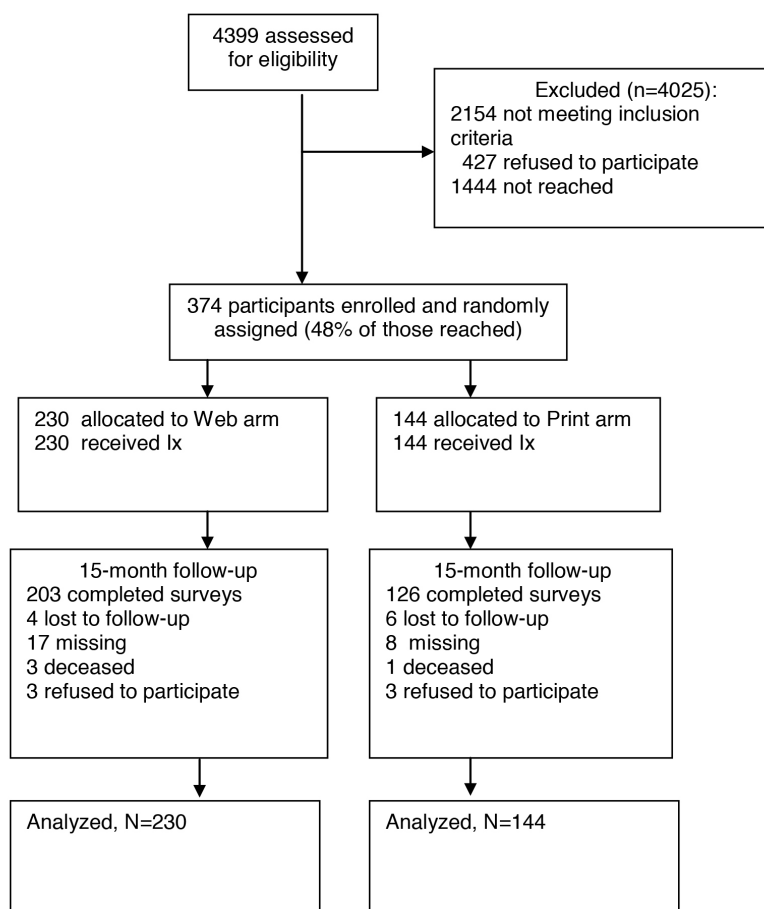 4399 assessed
for eligibility
Excluded (n=4025):
2154 not meeting inclusion
criteria
427 refused to participate
1444 not reached
374 participants enrolled and randomly
assigned (48% of those reached)
230 allocated to Web arm
230 received Ix
144 allocated to Print arm
144 received Ix
15-month follow-up
203 completed surveys
4 lost to follow-up
17 missing
3 deceased
3 refused to participate
15-month follow-up
126 completed surveys
6 lost to follow-up
8 missing
1 deceased
3 refused to participate
Analyzed, N=230
Analyzed, N=144